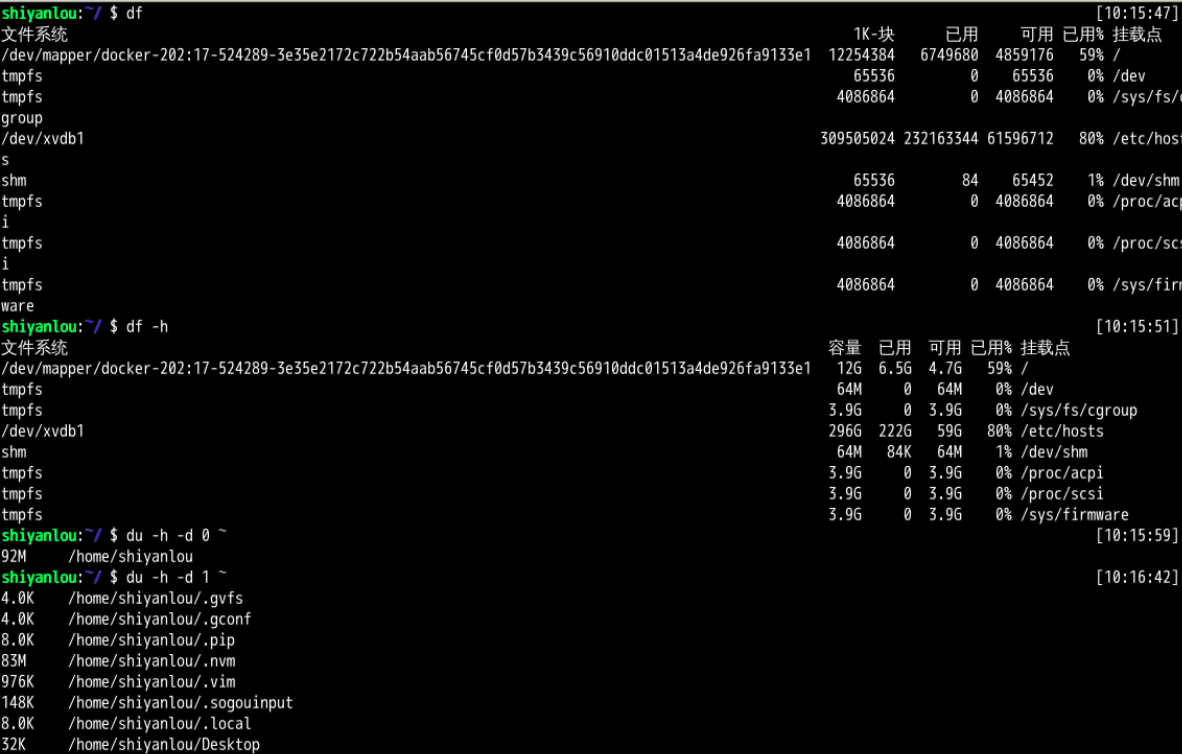 shiyanlou:~/ $ df [10:15:47]
文件系统 1K-块 已用 可用 已用% 挂载点
/dev/mapper/docker-202:17-524289-3e35e2172c722b54aab56745cf0d57b3439c56910ddc01513a4de926fa9133e1 12254384 6749680 4859176 59% /
tmpfs 65536 0 65536 0% /dev
tmpfs 4086864 0 4086864 0% /sys/fs/c
group
/dev/xvdb1 309505024 232163344 61596712 80% /etc/host
s
shm 65536 84 65452 1% /dev/shm
tmpfs 4086864 0 4086864 0% /proc/acp
i
tmpfs 4086864 0 4086864 0% /proc/scs
i
tmpfs 4086864 0 4086864 0% /sys/firm
ware
shiyanlou:~/ $ df -h [10:15:51]
文件系统 容量 已用 可用 已用% 挂载点
/dev/mapper/docker-202:17-524289-3e35e2172c722b54aab56745cf0d57b3439c56910ddc01513a4de926fa9133e1 12G 6.5G 4.7G 59% /
tmpfs 64M 0 64M 0% /dev
tmpfs 3.9G 0 3.9G 0% /sys/fs/cgroup
/dev/xvdb1 296G 222G 59G 80% /etc/hosts
shm 64M 84K 64M 1% /dev/shm
tmpfs 3.9G 0 3.9G 0% /proc/acpi
tmpfs 3.9G 0 3.9G 0% /proc/scsi
tmpfs 3.9G 0 3.9G 0% /sys/firmware
shiyanlou:~/ $ du -h -d 0 ~ [10:15:59]
92M /home/shiyanlou
shiyanlou:~/ $ du -h -d 1 ~ [10:16:42]
4.0K /home/shiyanlou/.gvfs
4.0K /home/shiyanlou/.gconf
8.0K /home/shiyanlou/.pip
83M /home/shiyanlou/.nvm
976K /home/shiyanlou/.vim
148K /home/shiyanlou/.sogouinput
8.0K /home/shiyanlou/.local
32K /home/shiyanlou/Desktop